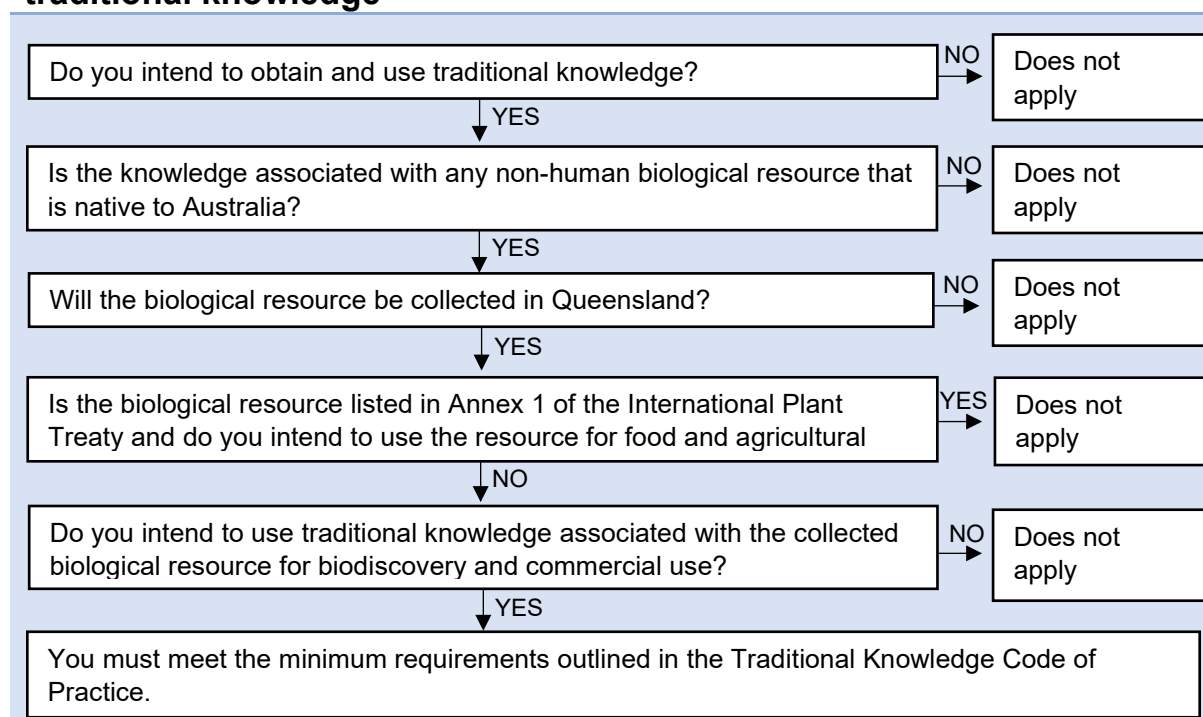 traditional knowledge
Do you intend to obtain and use traditional knowledge?
NO
Does not
apply
YES
Is the knowledge associated with any non-human biological resource that
is native to Australia?
NO
Does not
apply
YES
Will the biological resource be collected in Queensland?
NO
Does not
apply
YES
Is the biological resource listed in Annex 1 of the International Plant
Treaty and do you intend to use the resource for food and agricultural
YES
Does not
apply
NO
Do you intend to use traditional knowledge associated with the collected
biological resource for biodiscovery and commercial use?
NO
Does not
apply
YES
You must meet the minimum requirements outlined in the Traditional Knowledge Code of
Practice.